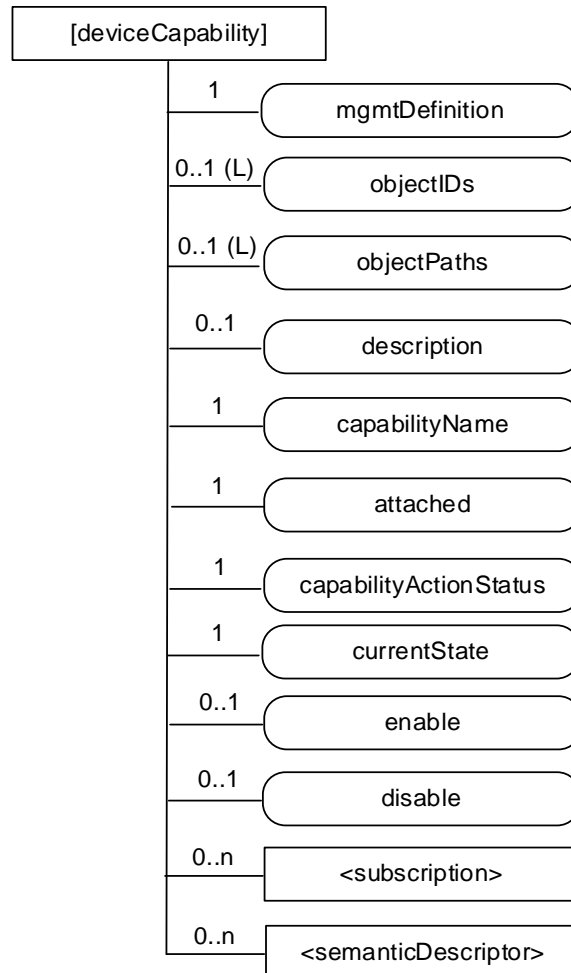 [deviceCapability]
1
mgmtDefinition
0..1 (L)
objectIDs
0..1 (L)
objectPaths
0..1
description
1
capabilityName
1
attached
1
capabilityActionStatus
1
currentState
0..1
enable
0..1
disable
0..n
<subscription>
0..n
<semanticDescriptor>